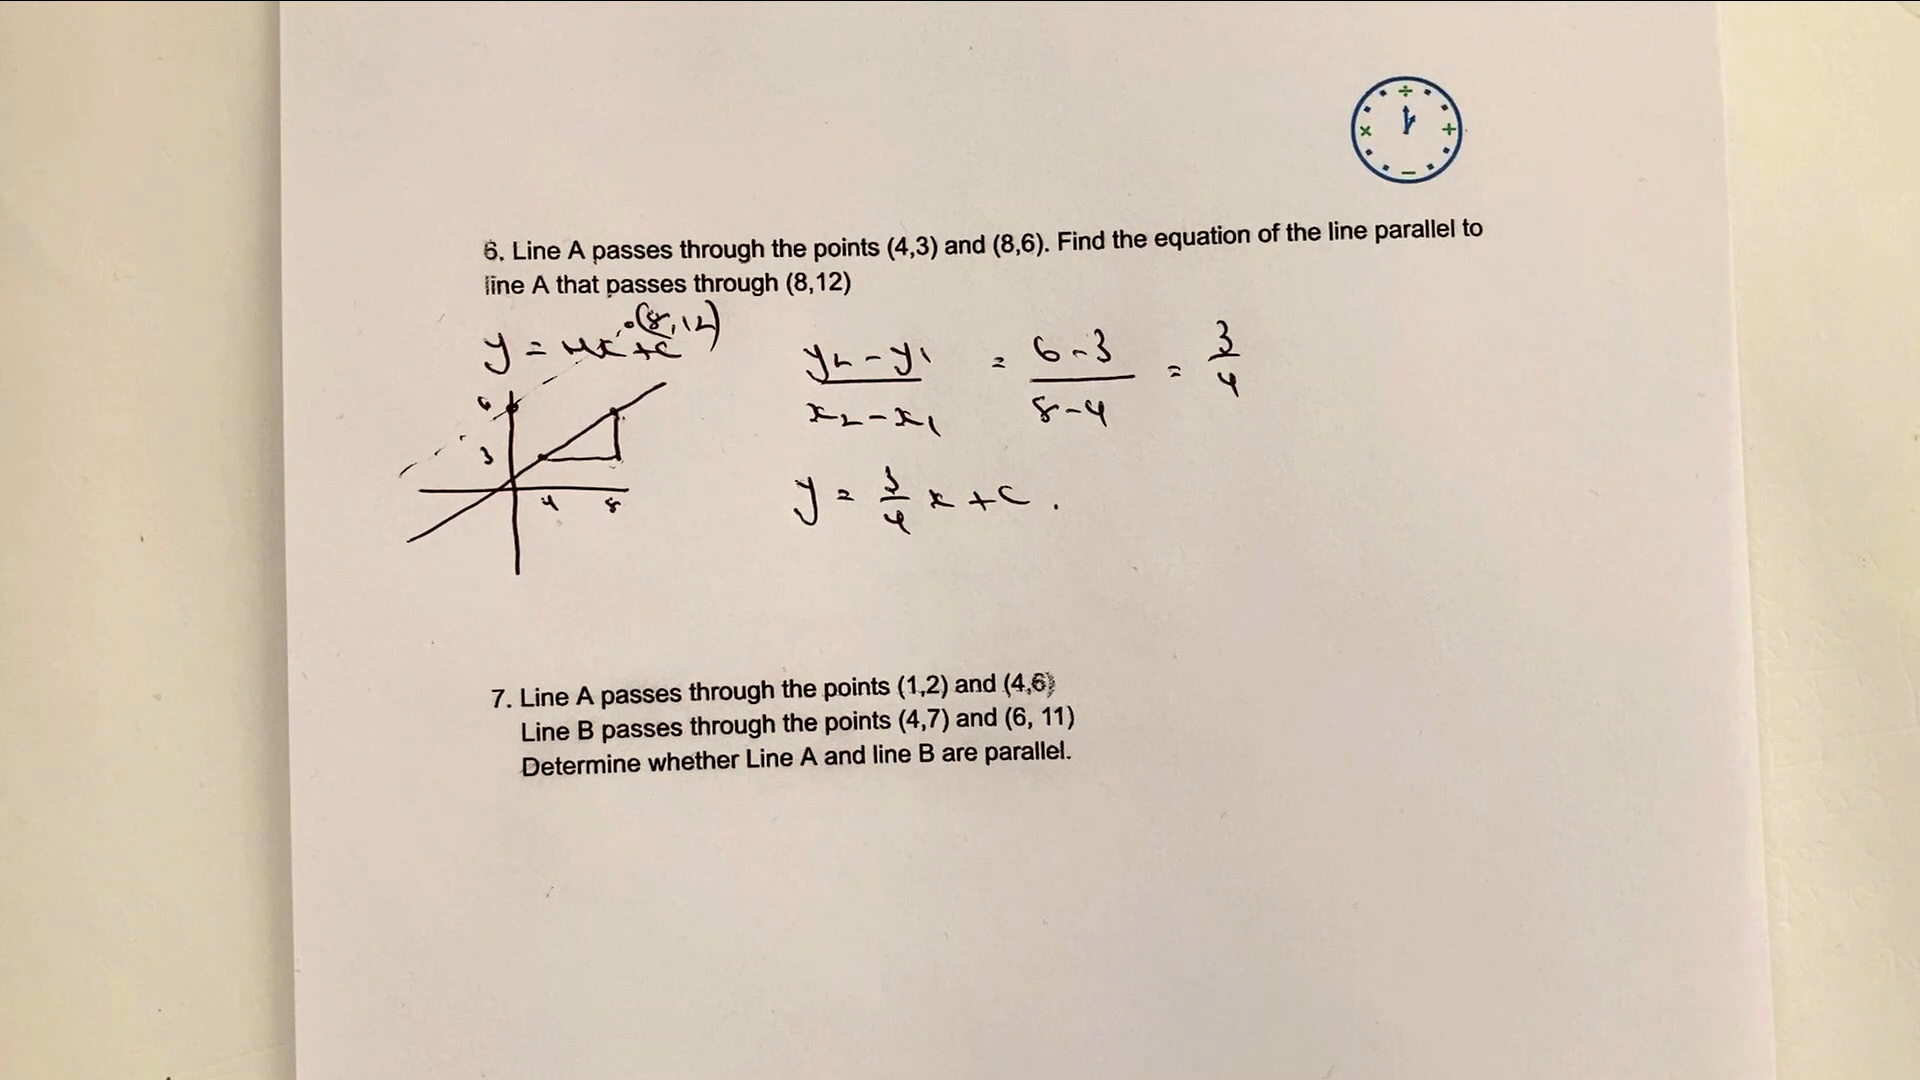 6. Line A passes through the points (4,3) and (8,6). Find the equation of the line parallel to
line A that passes through (8,12)
(8,12)
y = mx + c
y2 - y1 / x2 - x1 = 6 - 3 / 8 - 4 = 3/4
6
3
4 8
y = 3/4 x + c.
7. Line A passes through the points (1,2) and (4,6)
Line B passes through the points (4,7) and (6, 11)
Determine whether Line A and line B are parallel.
÷
× +
−